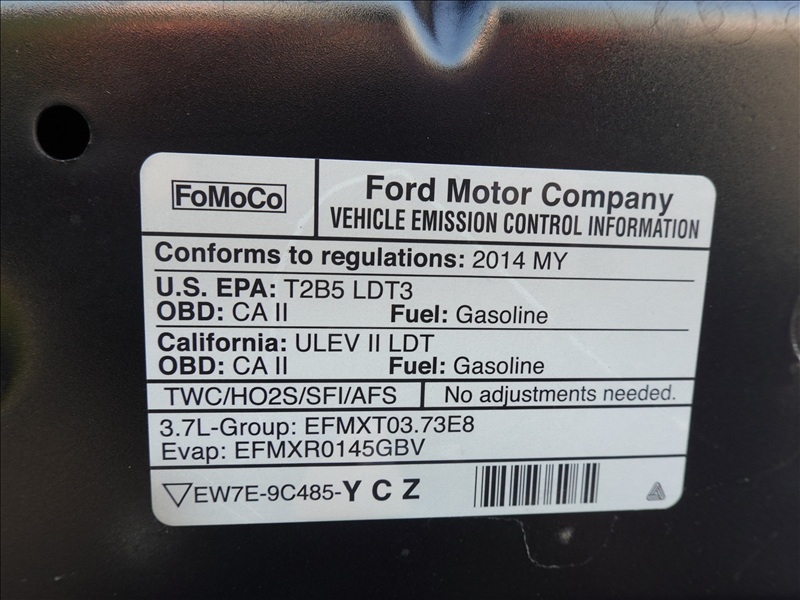 FoMoCo
Ford Motor Company
VEHICLE EMISSION CONTROL INFORMATION
Conforms to regulations: 2014 MY
U.S. EPA: T2B5 LDT3
OBD: CA II Fuel: Gasoline
California: ULEV II LDT
OBD: CA II Fuel: Gasoline
TWC/HO2S/SFI/AFS No adjustments needed.
3.7L-Group: EFMXT03.73E8
Evap: EFMXR0145GBV
EW7E-9C485-Y C Z